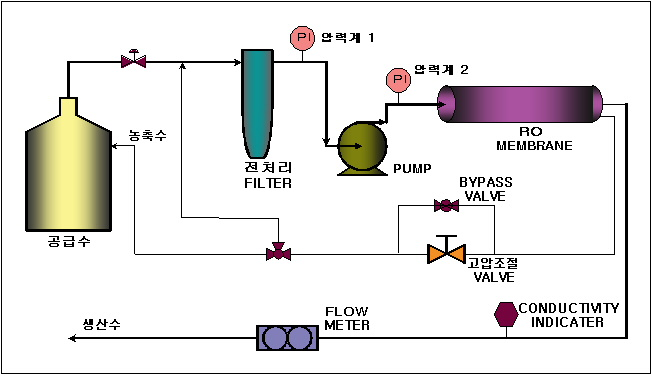 PI
압력계 1
PI
압력계 2
농축수
전처리
FILTER
PUMP
RO
MEMBRANE
BYPASS
VALVE
공급수
고압조절
VALVE
생산수
FLOW
METER
CONDUCTIVITY
INDICATER